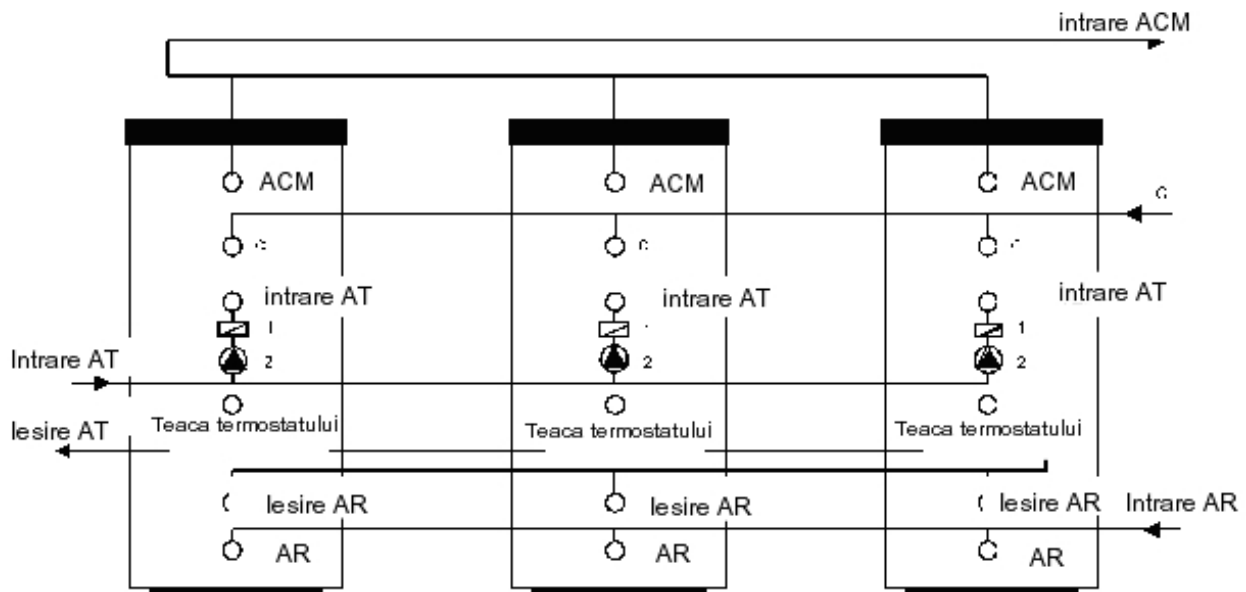 intrare ACM
ACM ACM ACM
intrare AT intrare AT intrare AT
1 1
Intrare AT 2 2 2
Iesire AT Teaca termostatului Teaca termostatului Teaca termostatului
Iesire AR Iesire AR Iesire AR Intrare AR
AR AR AR